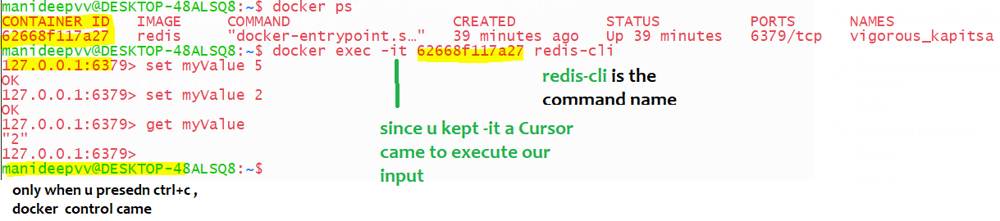 manideepvv@DESKTOP-48ALSQ8:~$ docker ps
CONTAINER ID   IMAGE   COMMAND   CREATED   STATUS   PORTS   NAMES
62668f117a27   redis   "docker-entrypoint.s…"   39 minutes ago   Up 39 minutes   6379/tcp   vigorous_kapitsa
manideepvv@DESKTOP-48ALSQ8:~$ docker exec -it 62668f117a27 redis-cli
127.0.0.1:6379> set myValue 5
OK
127.0.0.1:6379> set myValue 2
OK
127.0.0.1:6379> get myValue
"2"
127.0.0.1:6379>
manideepvv@DESKTOP-48ALSQ8:~$
redis-cli is the
command name
since u kept -it a Cursor
came to execute our
input
only when u presedn ctrl+c ,
docker control came